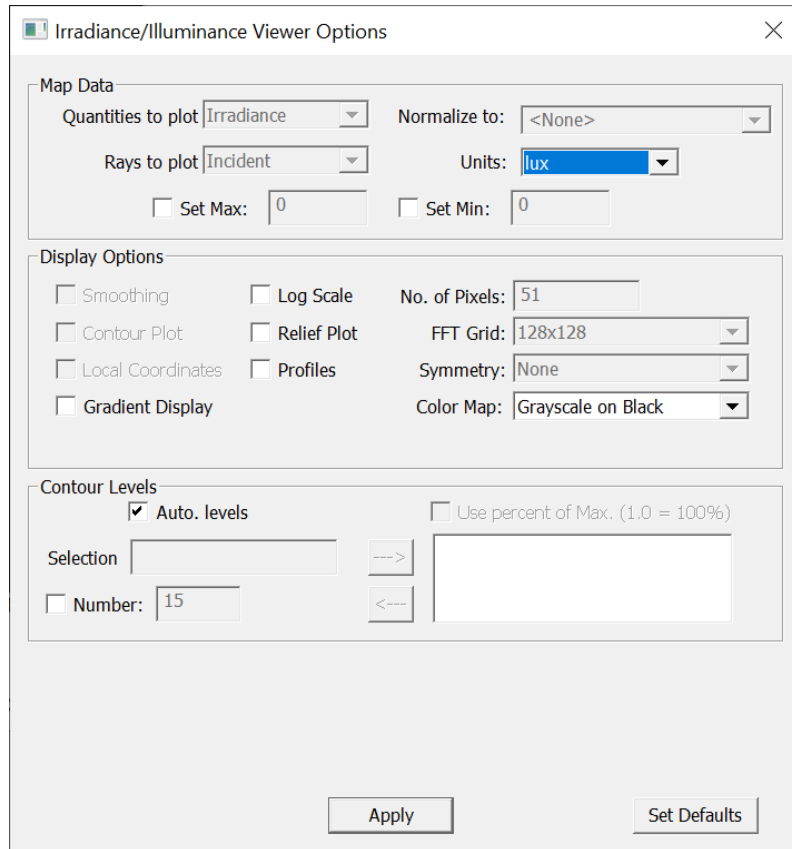 Irradiance/Illuminance Viewer Options
Map Data
Quantities to plot Irradiance Normalize to: <None>
Rays to plot Incident Units: lux
Set Max: 0 Set Min: 0
Display Options
Smoothing Log Scale No. of Pixels: 51
Contour Plot Relief Plot FFT Grid: 128x128
Local Coordinates Profiles Symmetry: None
Gradient Display Color Map: Grayscale on Black
Contour Levels
Auto. levels Use percent of Max. (1.0 = 100%)
Selection --->
Number: 15 <---
Apply Set Defaults